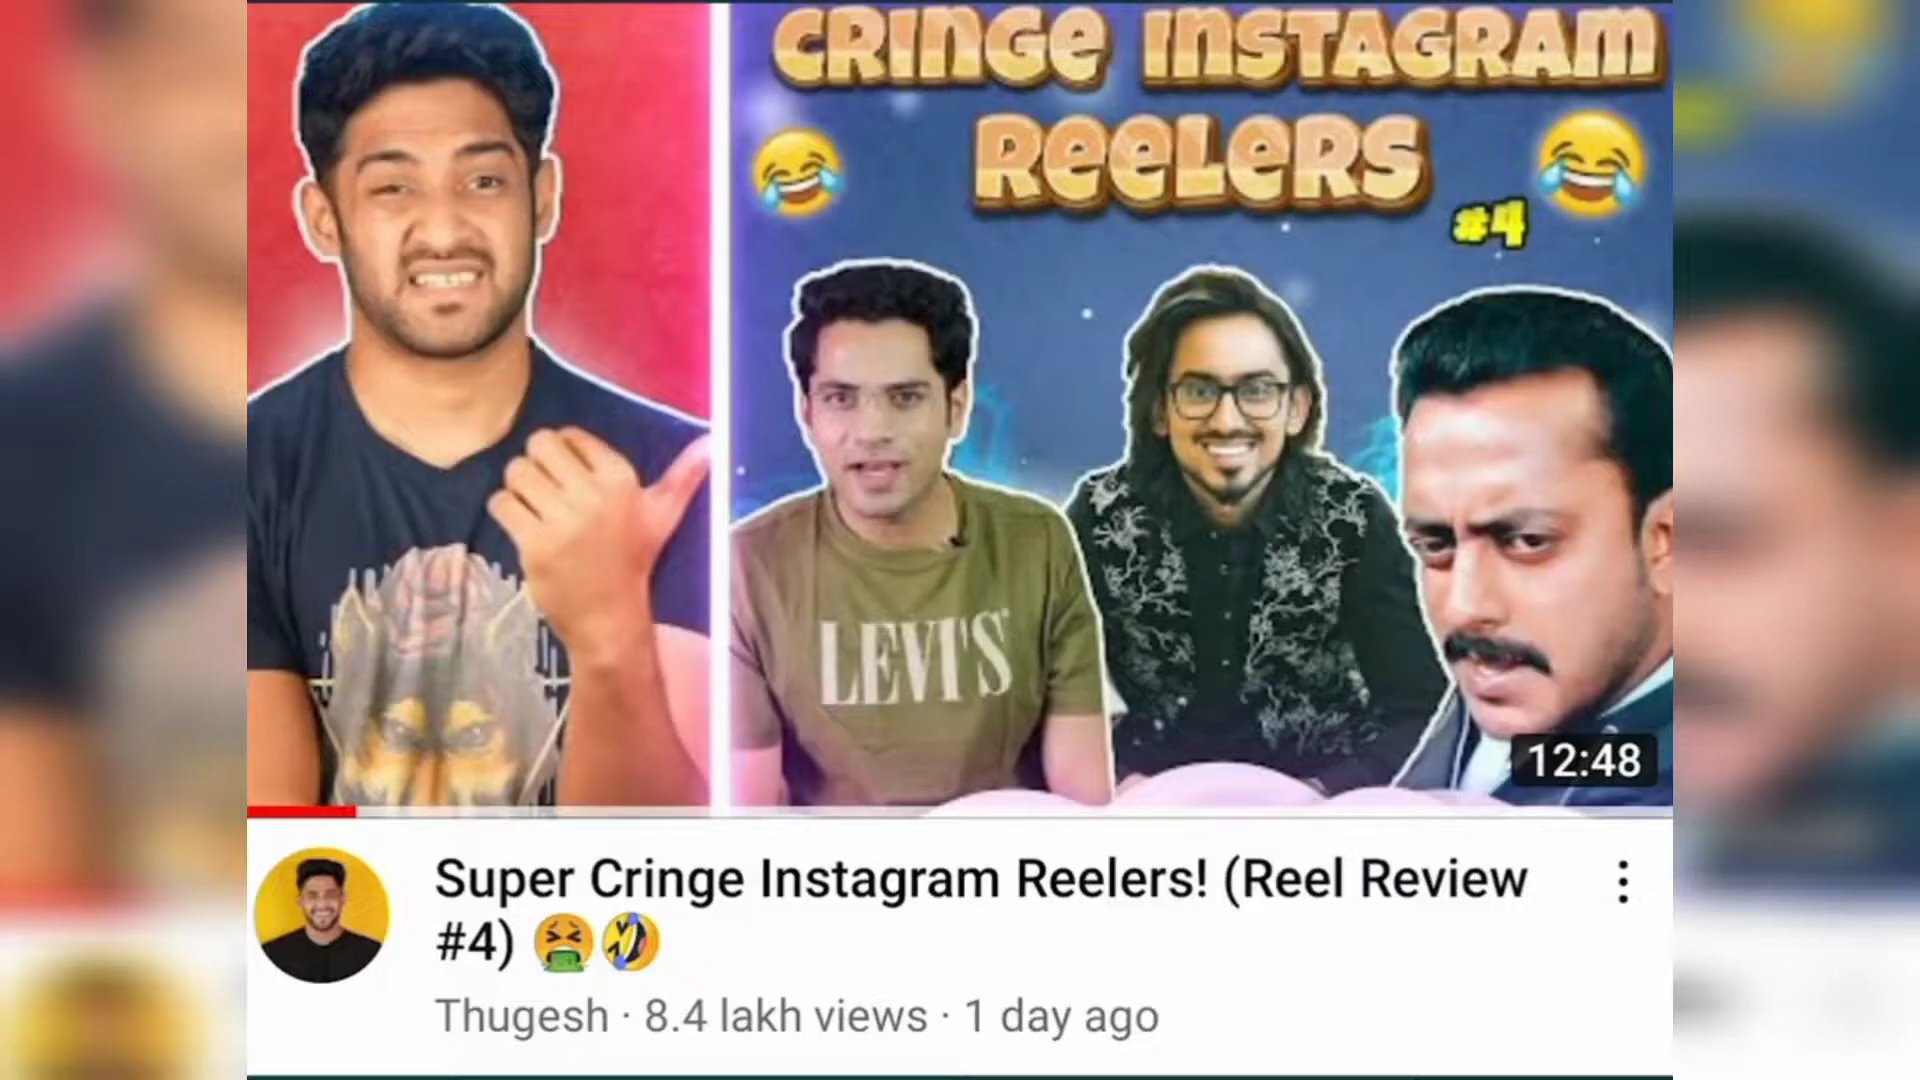 CRINGE INSTAGRAM
REELERS
#4
LEVI'S
12:48
Super Cringe Instagram Reelers! (Reel Review
#4) 🤮🤣
Thugesh · 8.4 lakh views · 1 day ago